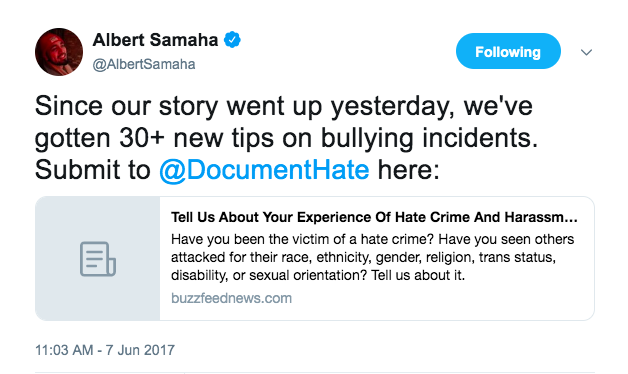 Albert Samaha
@AlbertSamaha
Following
Since our story went up yesterday, we've
gotten 30+ new tips on bullying incidents.
Submit to @DocumentHate here:
Tell Us About Your Experience Of Hate Crime And Harassm...
Have you been the victim of a hate crime? Have you seen others
attacked for their race, ethnicity, gender, religion, trans status,
disability, or sexual orientation? Tell us about it.
buzzfeednews.com
11:03 AM - 7 Jun 2017